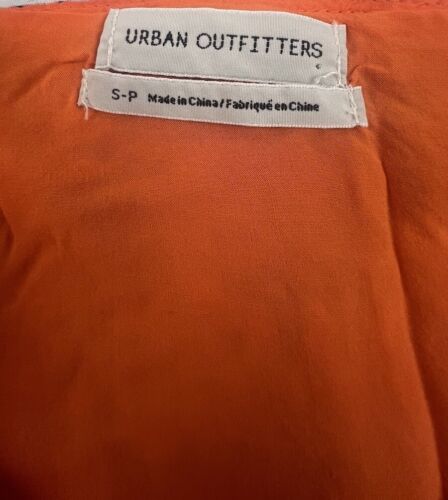 URBAN OUTFITTERS
S-P Made in China / Fabriqué en Chine